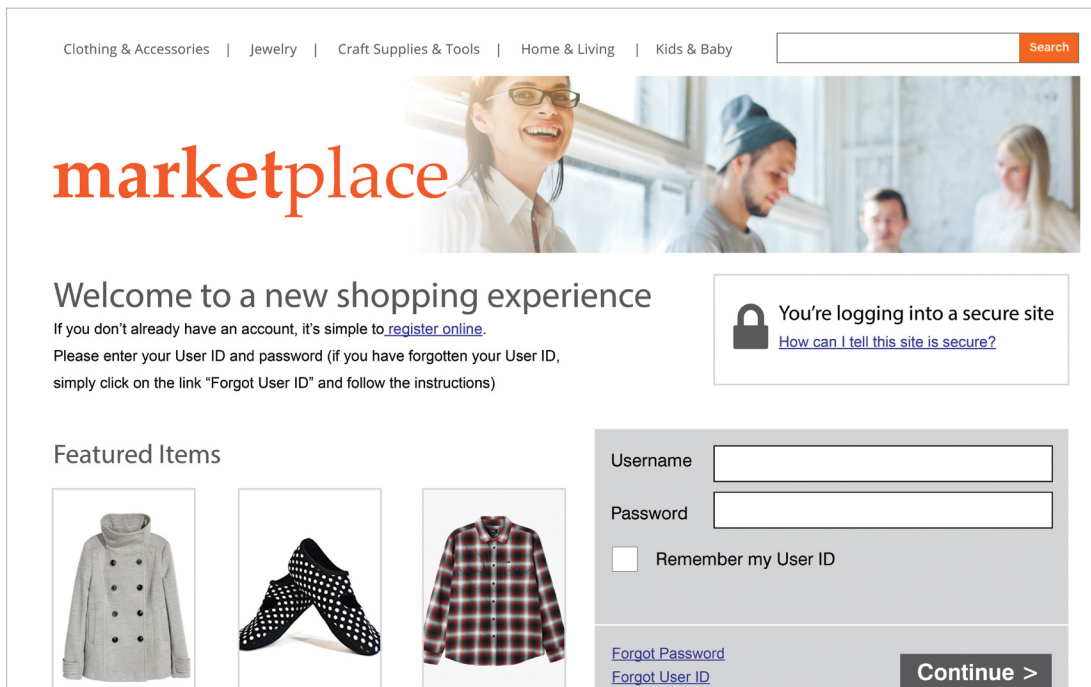 Clothing & Accessories | Jewelry | Craft Supplies & Tools | Home & Living | Kids & Baby
Search
marketplace
Welcome to a new shopping experience
If you don’t already have an account, it’s simple to register online.
Please enter your User ID and password (if you have forgotten your User ID,
simply click on the link “Forgot User ID” and follow the instructions)
You’re logging into a secure site
How can I tell this site is secure?
Featured Items
Username
Password
Remember my User ID
Forgot Password
Forgot User ID
Continue >